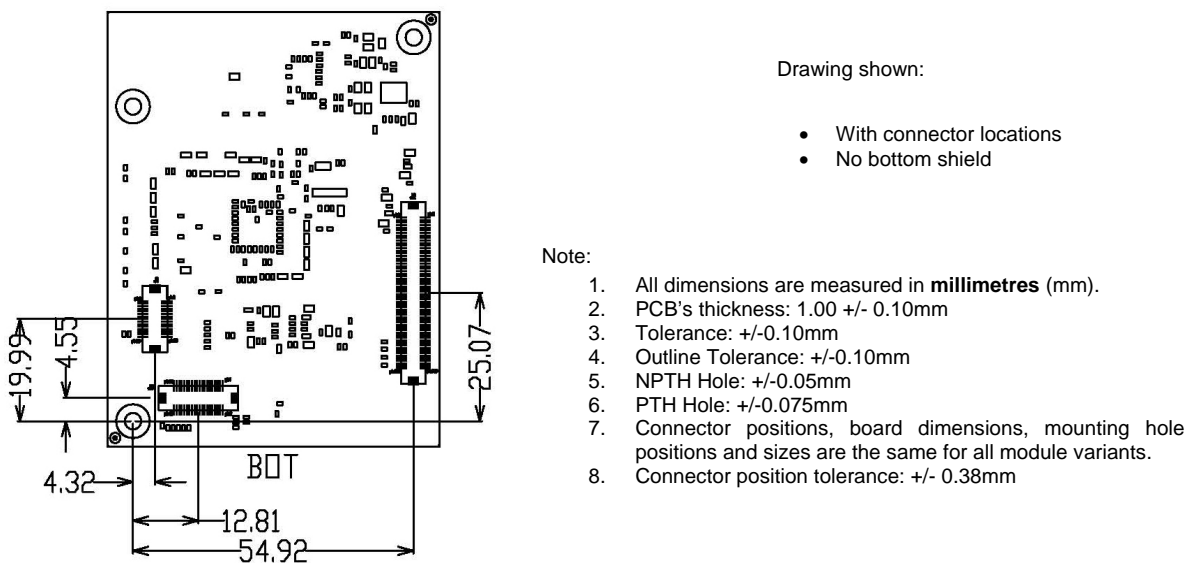 Drawing shown:
• With connector locations
• No bottom shield
Note:
1. All dimensions are measured in millimetres (mm).
2. PCB's thickness: 1.00 +/- 0.10mm
3. Tolerance: +/-0.10mm
4. Outline Tolerance: +/-0.10mm
5. NPTH Hole: +/-0.05mm
6. PTH Hole: +/-0.075mm
7. Connector positions, board dimensions, mounting hole
positions and sizes are the same for all module variants.
8. Connector position tolerance: +/- 0.38mm
19.99
4.55
25.07
BOT
4.32
12.81
54.92